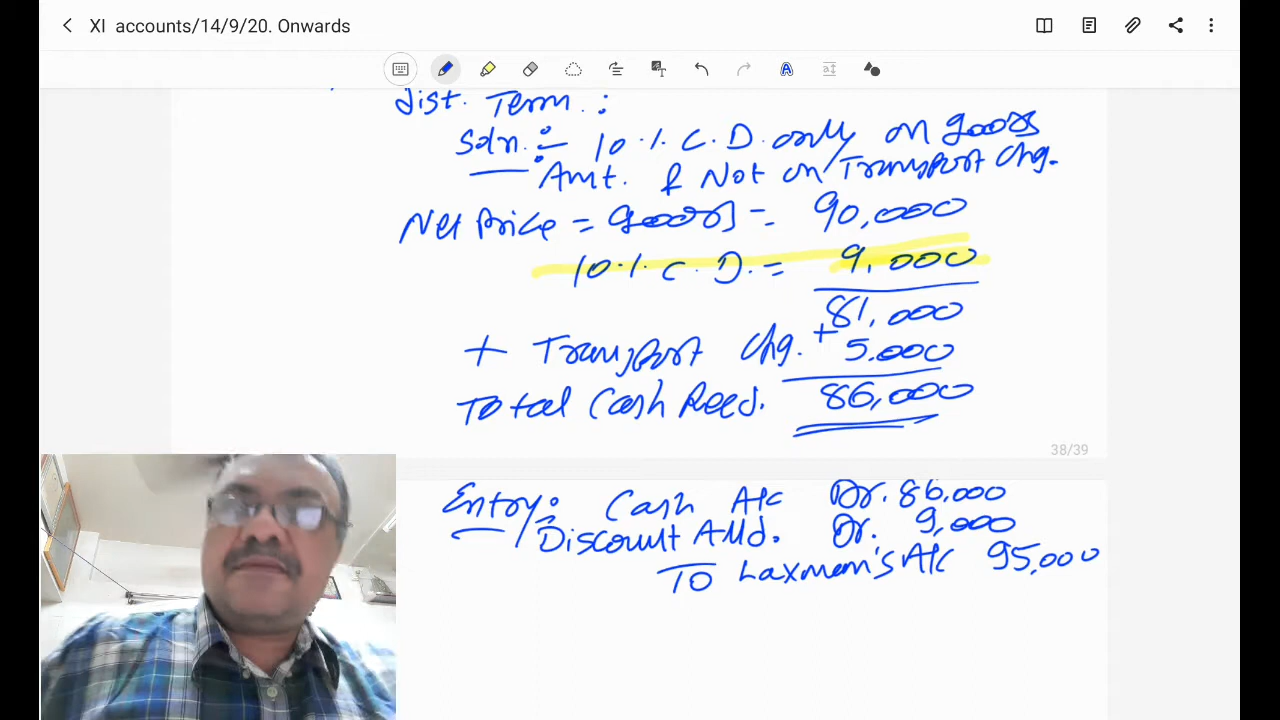 XI accounts/14/9/20. Onwards
dist. Term :
Soln. :- 10.1. C. D. only on goods
Amt. & Not on Transport Chg.
Net Price = goods = 90,000
10.1. C. D. = 9,000
81,000
+ Transport Chg. + 5.000
Total Cash Recd. 86,000
38/39
Entry: Cash A/c Dr. 86,000
Discount Alld. Dr. 9,000
To Laxman's A/c 95,000